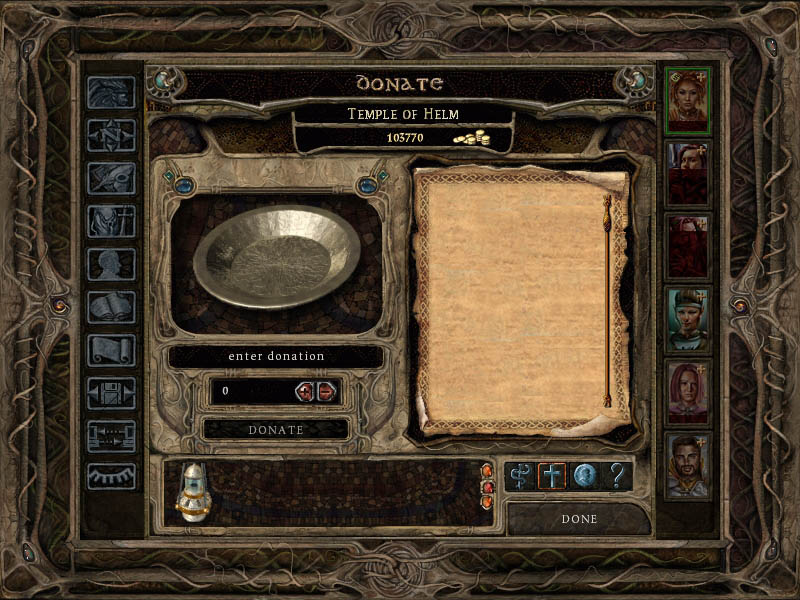 DONATE
TEMPLE OF HELM
103770
enter donation
0
DONATE
?
DONE